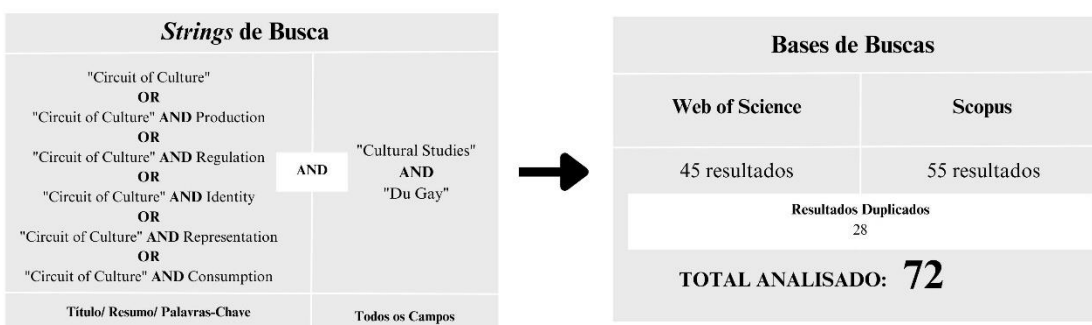 Strings de Busca
"Circuit of Culture"
OR
"Circuit of Culture" AND Production
OR
"Circuit of Culture" AND Regulation
OR
"Circuit of Culture" AND Identity
OR
"Circuit of Culture" AND Representation
OR
"Circuit of Culture" AND Consumption
AND
"Cultural Studies"
AND
"Du Gay"
Título/ Resumo/ Palavras-Chave
Todos os Campos
Bases de Buscas
Web of Science
Scopus
45 resultados
55 resultados
Resultados Duplicados
28
TOTAL ANALISADO: 72